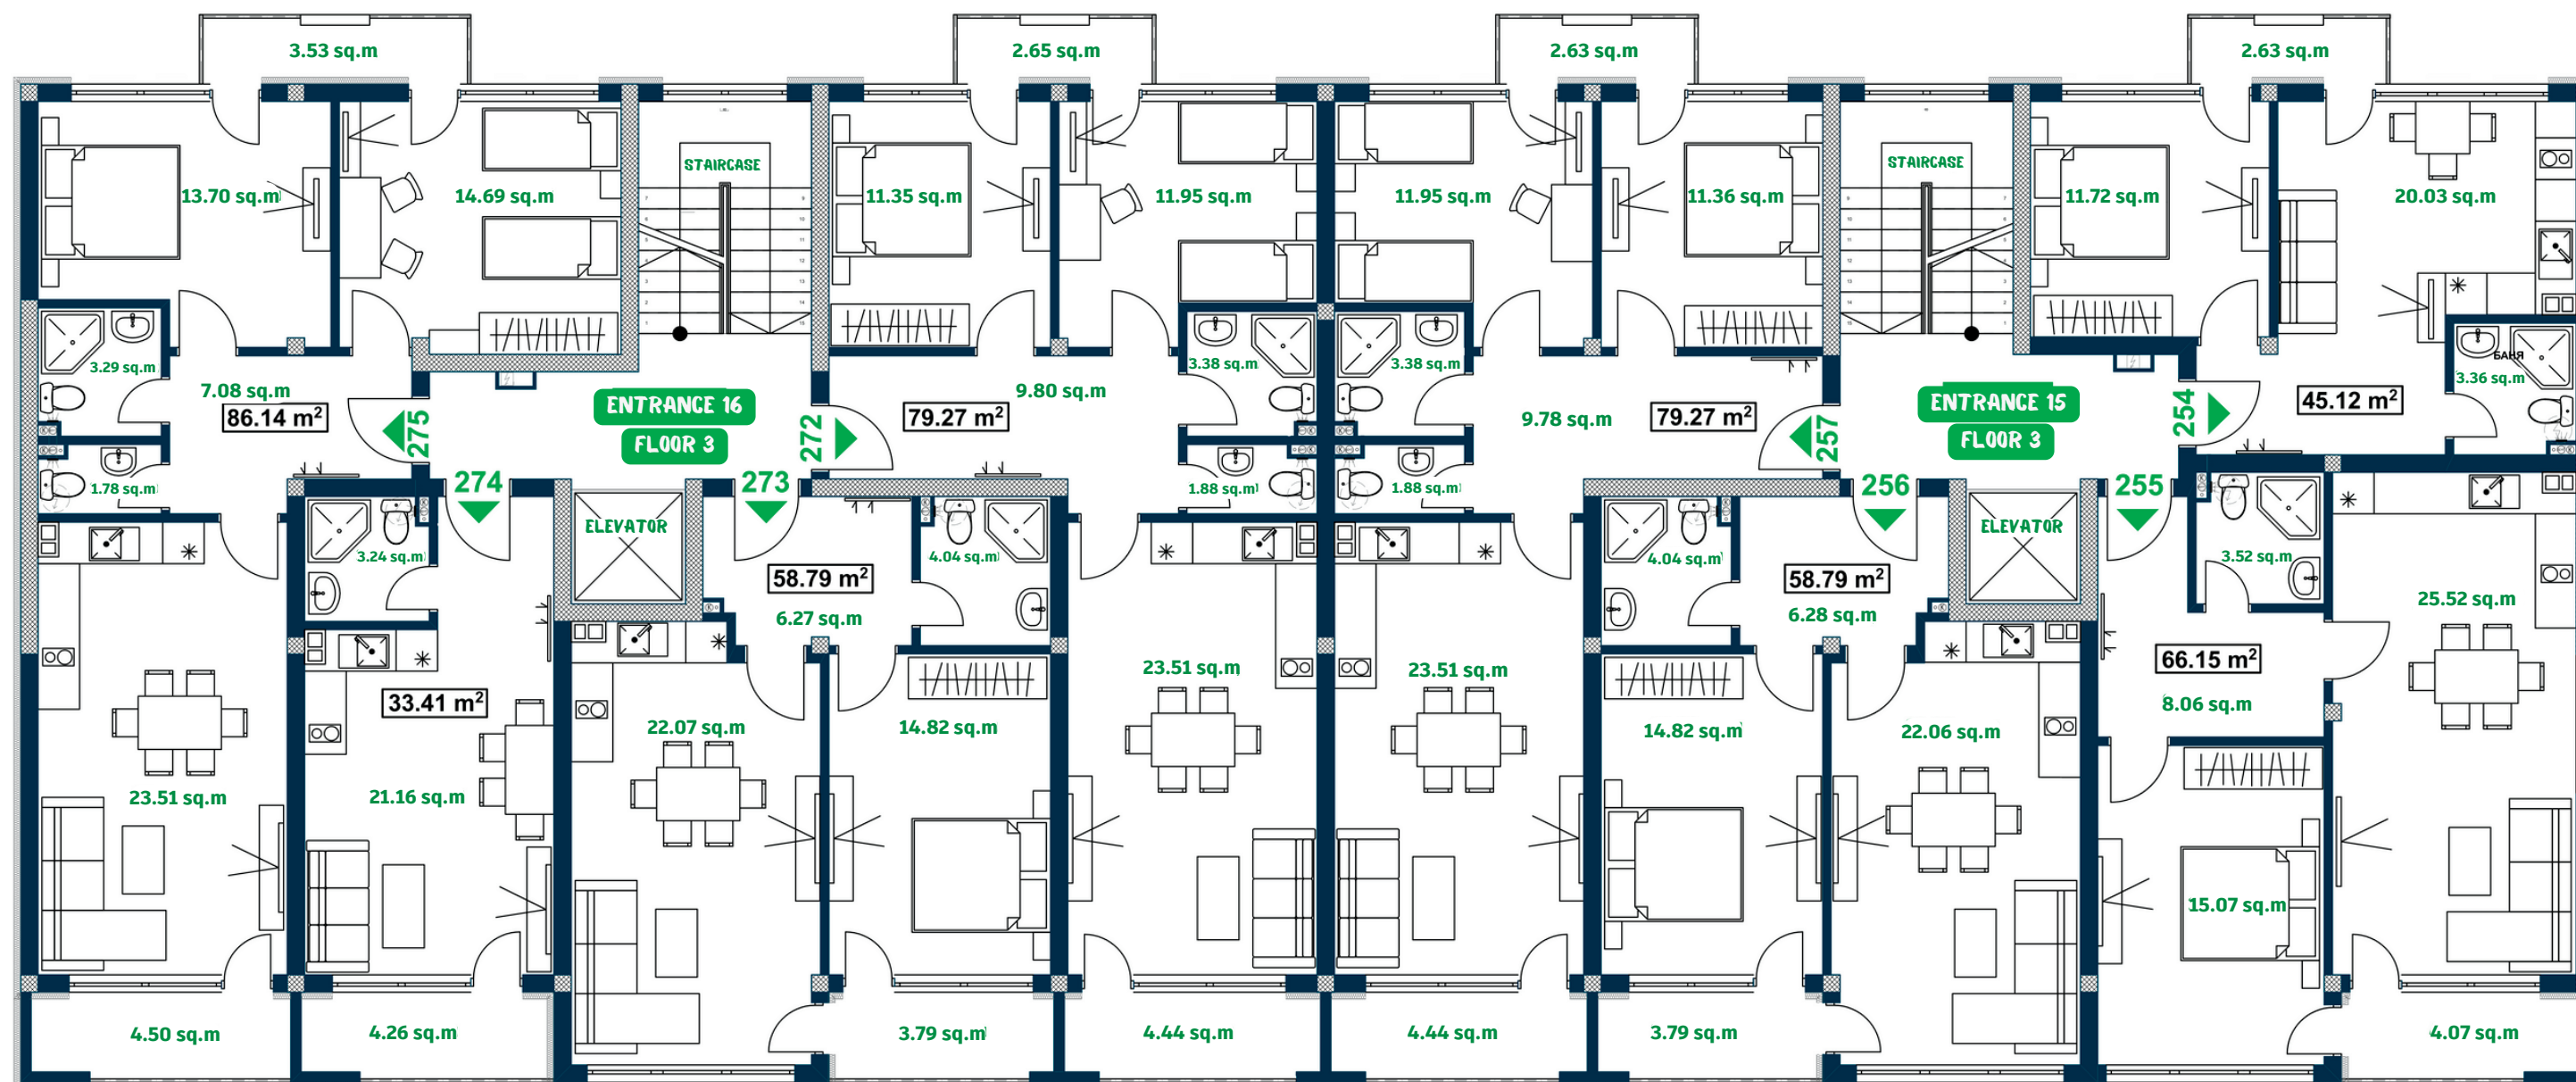 3.53 sq.m
2.65 sq.m
2.63 sq.m
2.63 sq.m
STAIRCASE
STAIRCASE
13.70 sq.m
14.69 sq.m
11.35 sq.m
11.95 sq.m
11.95 sq.m
11.36 sq.m
11.72 sq.m
20.03 sq.m
3.29 sq.m
3.38 sq.m
3.38 sq.m
БАНЯ
3.36 sq.m
7.08 sq.m
86.14 m²
275
ENTRANCE 16
FLOOR 3
272
79.27 m²
9.80 sq.m
9.78 sq.m
79.27 m²
257
ENTRANCE 15
FLOOR 3
254
45.12 m²
1.78 sq.m
274
273
1.88 sq.m
1.88 sq.m
256
255
ELEVATOR
ELEVATOR
3.24 sq.m
4.04 sq.m
4.04 sq.m
3.52 sq.m
58.79 m²
6.27 sq.m
58.79 m²
6.28 sq.m
25.52 sq.m
66.15 m²
8.06 sq.m
33.41 m²
23.51 sq.m
23.51 sq.m
22.07 sq.m
14.82 sq.m
14.82 sq.m
22.06 sq.m
23.51 sq.m
21.16 sq.m
15.07 sq.m
4.50 sq.m
4.26 sq.m
3.79 sq.m
4.44 sq.m
4.44 sq.m
3.79 sq.m
4.07 sq.m